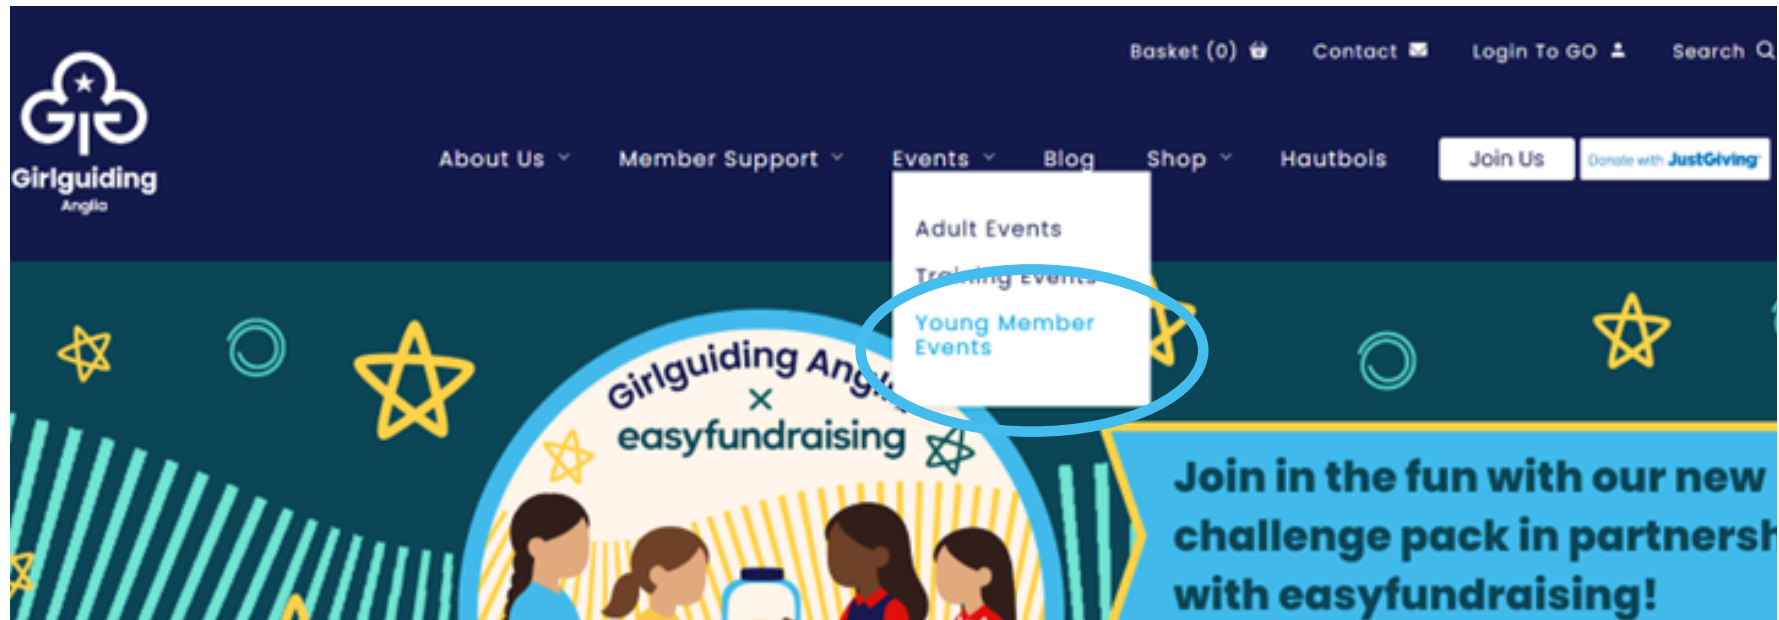 Basket (0) Contact Login To GO Search
Girlguiding
Anglia
About Us Member Support Events Blog Shop Hautbois Join Us Donate with JustGiving
Adult Events
Training Events
Young Member
Events
Girlguiding
×
easyfundraising
Join in the fun with our new
challenge pack in
with easyfundraising!